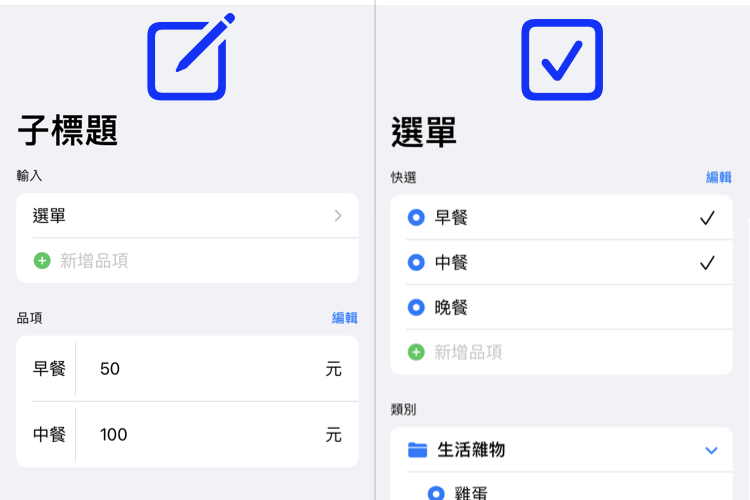 子標題
輸入
選單
新增品項
品項 編輯
早餐 50 元
中餐 100 元
選單
快選 編輯
早餐
中餐
晚餐
新增品項
類別
生活雜物
雞蛋